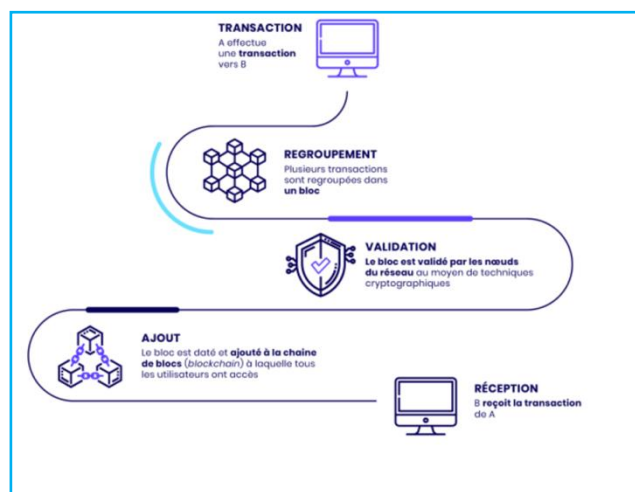 TRANSACTION
A effectue
une transaction
vers B
REGROUPEMENT
Plusieurs transactions
sont regroupées dans
un bloc
VALIDATION
Le bloc est validé par les nœuds
du réseau au moyen de techniques
cryptographiques
AJOUT
Le bloc est daté et ajouté à la chaîne
de blocs (blockchain) à laquelle tous
les utilisateurs ont accès
RÉCEPTION
B reçoit la transaction
de A